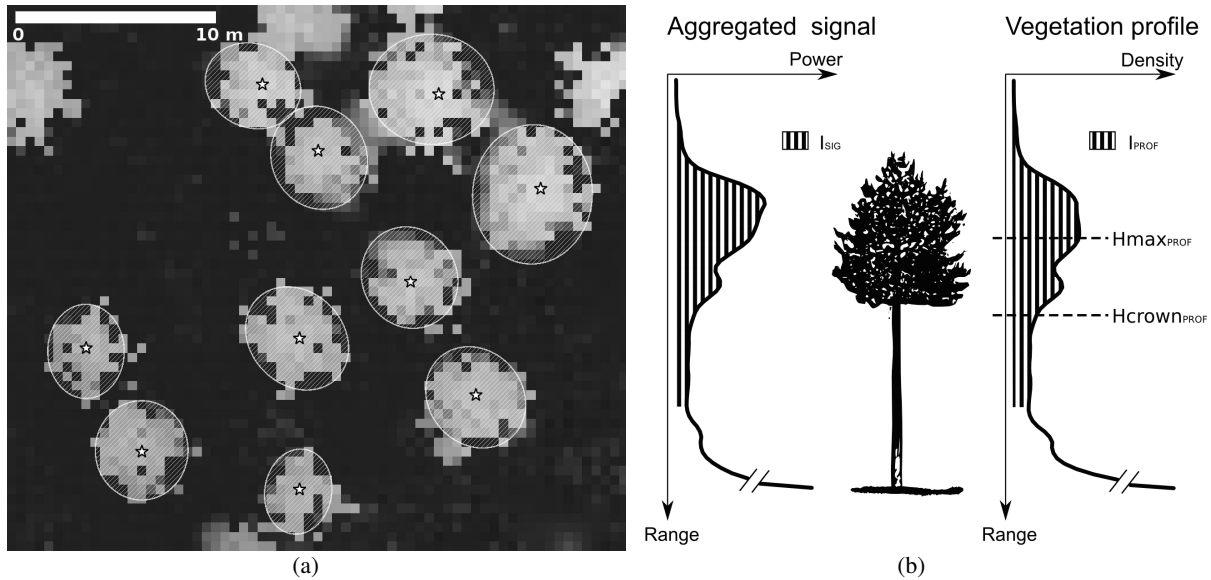 0 10 m
(a)
Aggregated signal
Power
ISIG
Range
Vegetation profile
Density
IPROF
HmaxPROF
HcrownPROF
Range
(b)